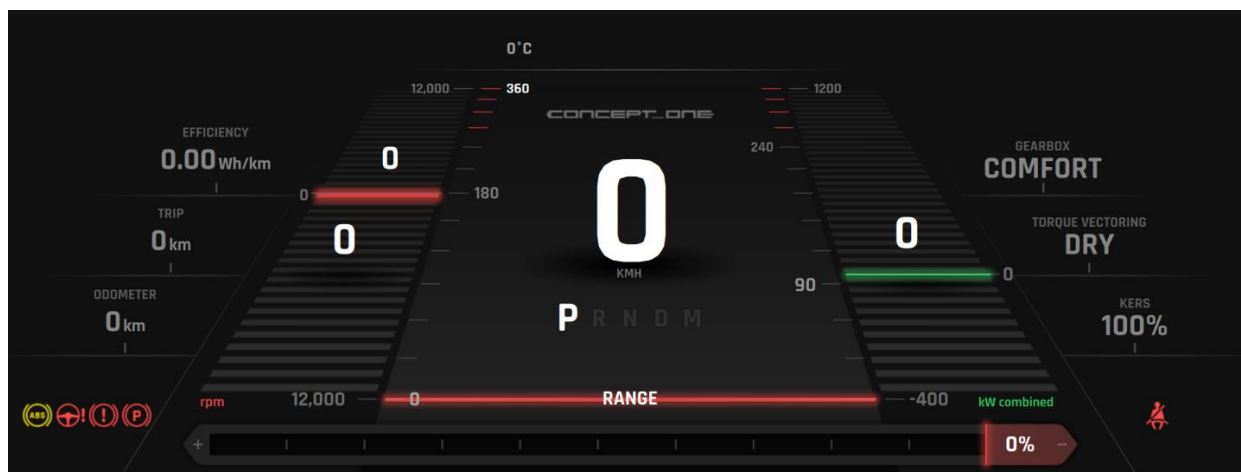 0°C
12,000
360
1200
CONCEPT_ONE
EFFICIENCY
0.00 Wh/km
0
240
GEARBOX
COMFORT
0
180
0
KMH
TRIP
0 km
0
0
TORQUE VECTORING
DRY
0
90
ODOMETER
0 km
P R N D M
KERS
100%
ABS
!
!
P
rpm
12,000
0
RANGE
-400
kW combined
+
0%
-